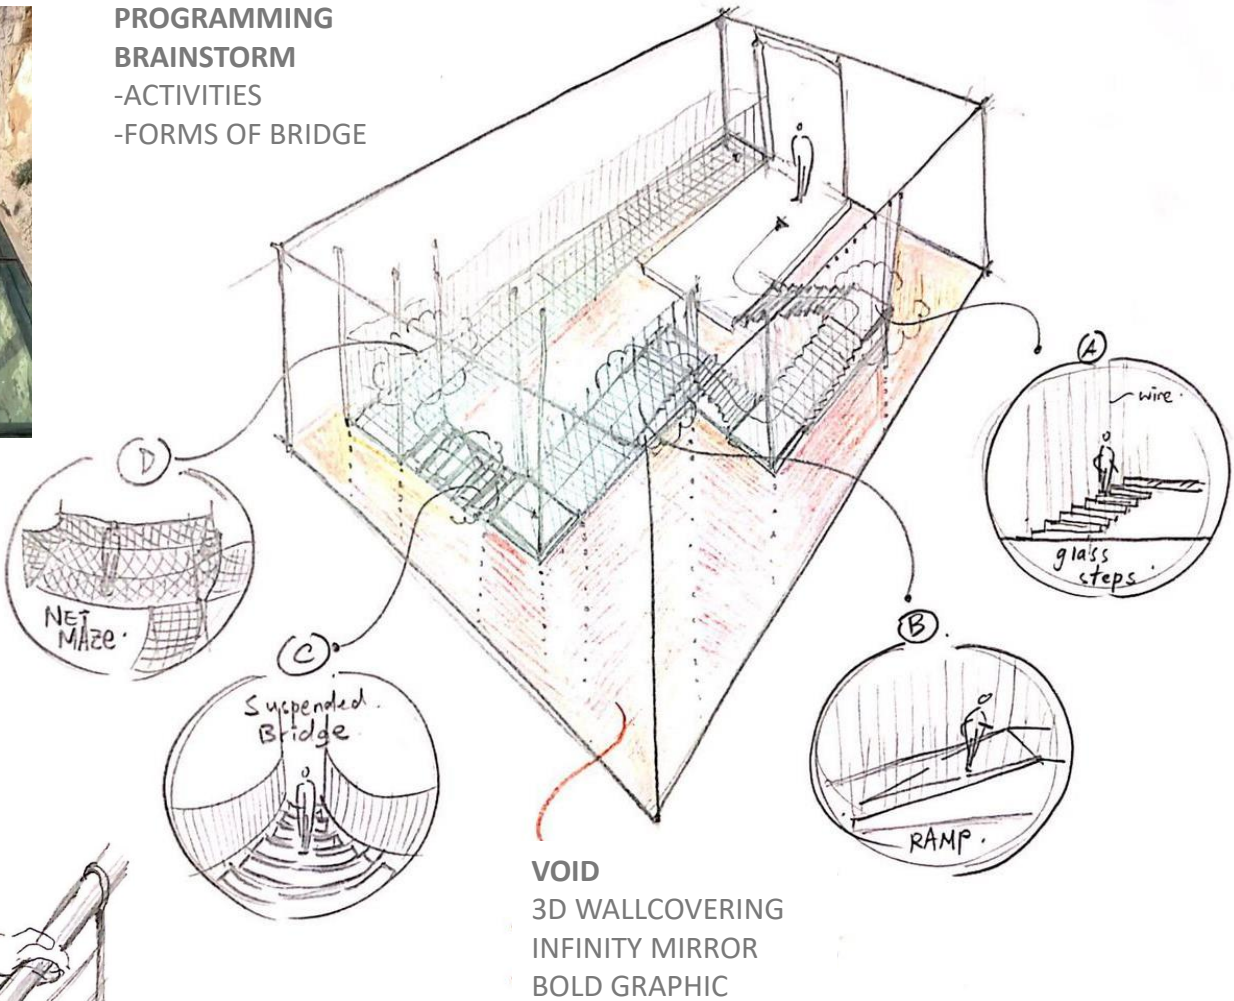 PROGRAMMING
BRAINSTORM
-ACTIVITIES
-FORMS OF BRIDGE
A
wire
glass
steps.
D
NET
MAZE.
B
C
Suspended.
Bridge
RAMP.
VOID
3D WALLCOVERING
INFINITY MIRROR
BOLD GRAPHIC